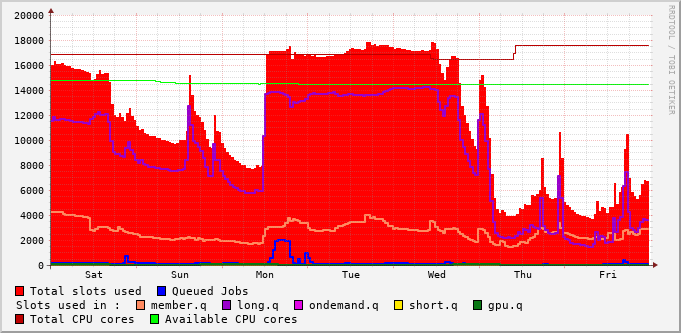 20000
18000
16000
14000
12000
10000
8000
6000
4000
2000
0
Sat Sun Mon Tue Wed Thu Fri
Total slots used Queued Jobs
Slots used in : member.q long.q ondemand.q short.q gpu.q
Total CPU cores Available CPU cores
RRDTOOL / TOBI OETIKER